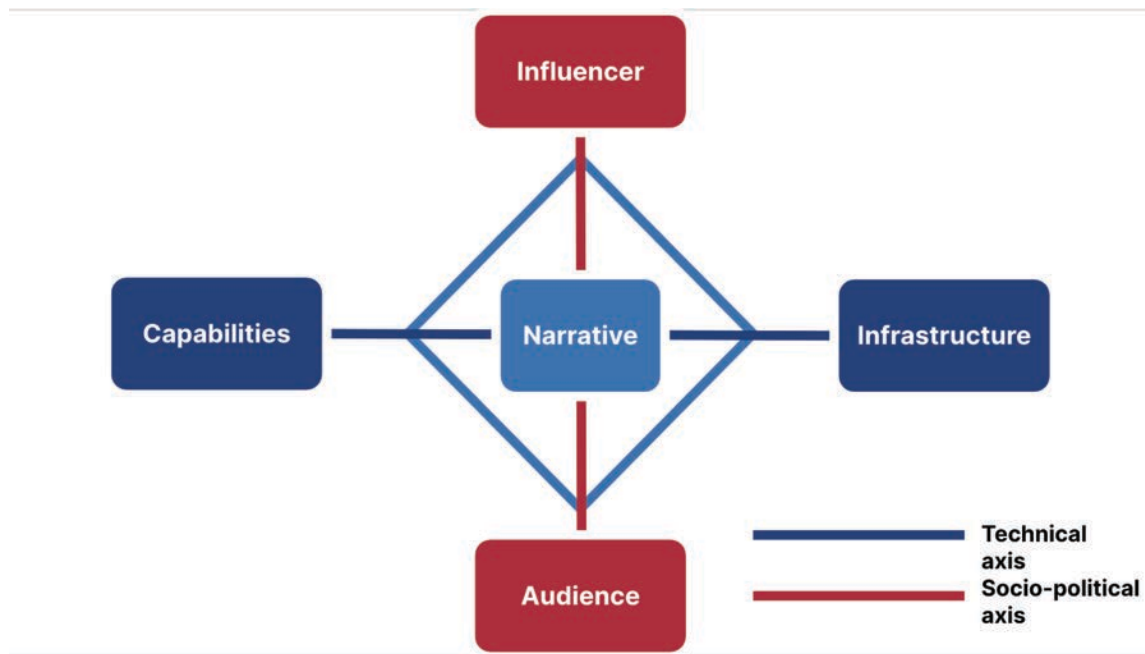 Influencer
Capabilities
Narrative
Infrastructure
Audience
Technical
axis
Socio-political
axis